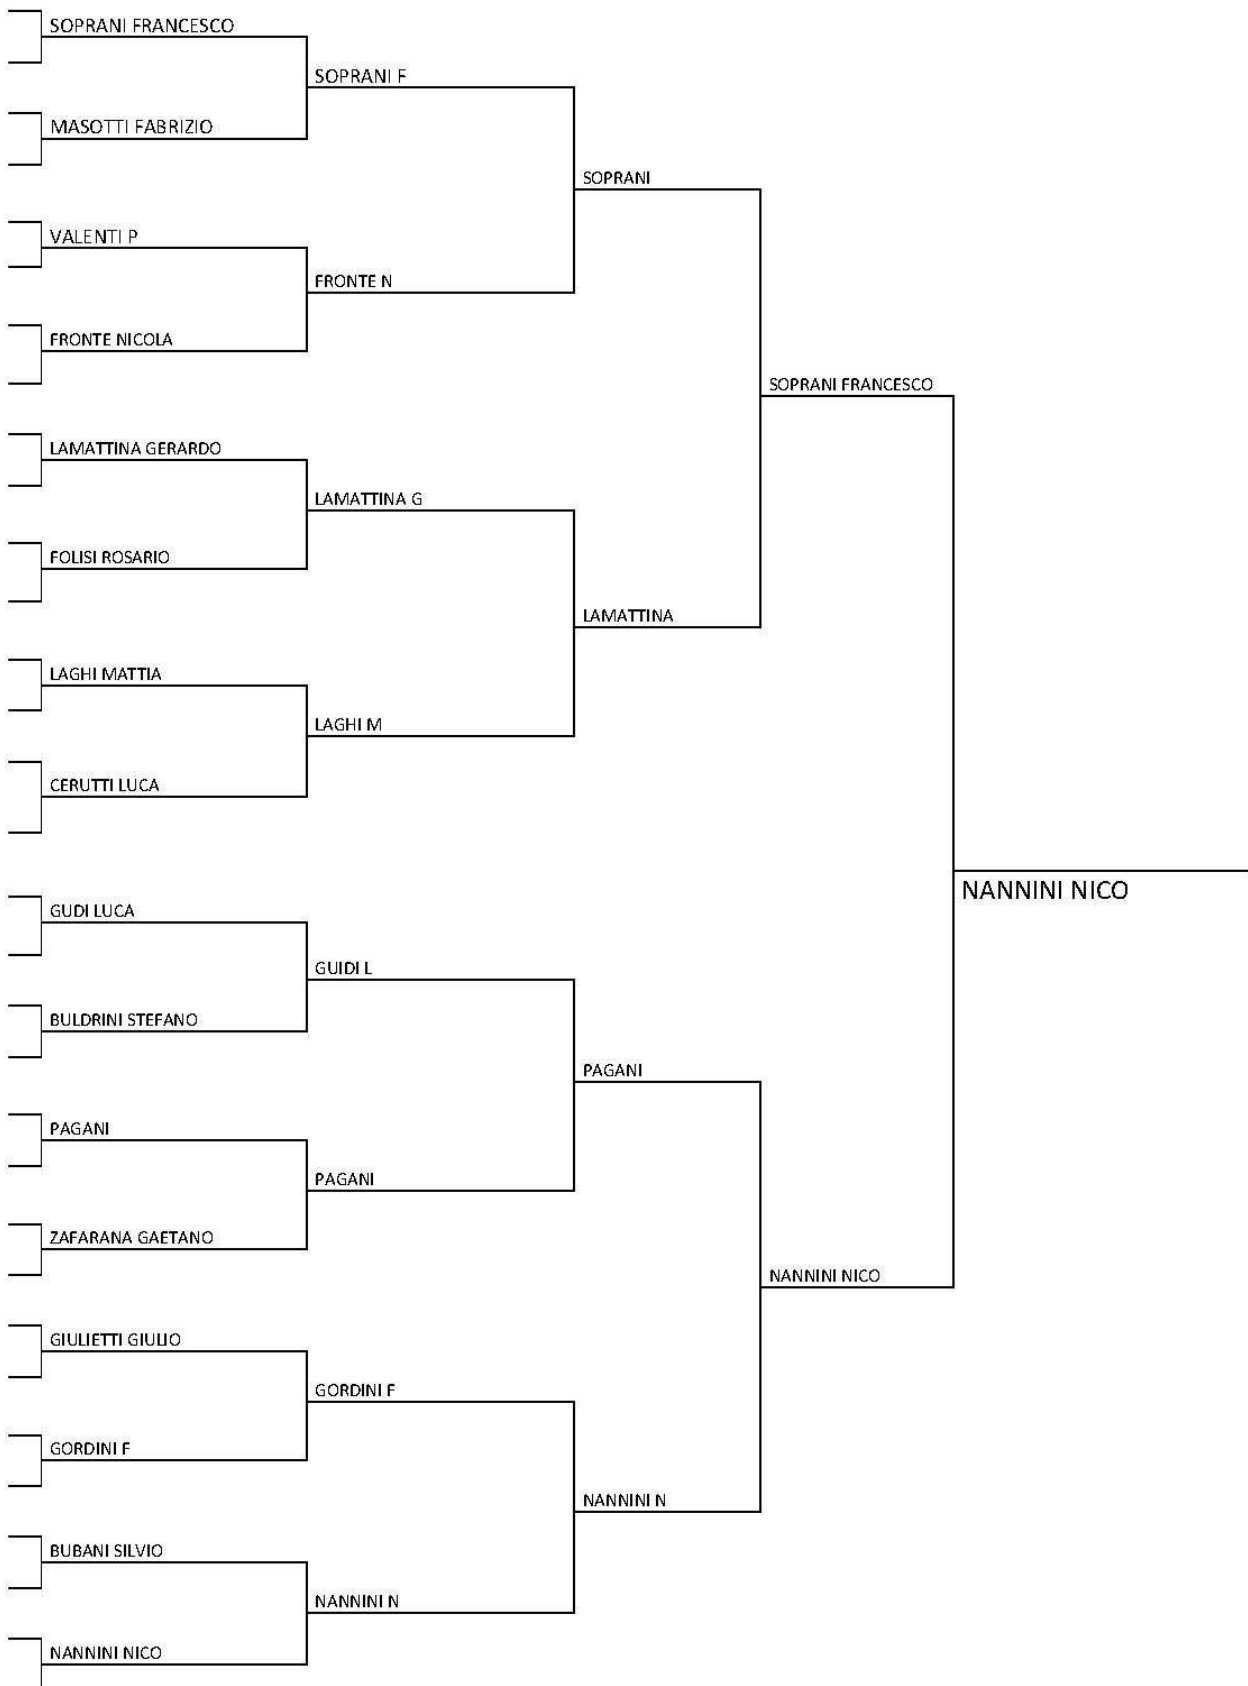 SOPRANI FRANCESCO
SOPRANI F
MASOTTI FABRIZIO
SOPRANI
VALENTI P
FRONTE N
FRONTE NICOLA
SOPRANI FRANCESCO
LAMATTINA GERARDO
LAMATTINA G
FOLISI ROSARIO
LAMATTINA
LAGHI MATTIA
LAGHI M
CERUTTI LUCA
NANNINI NICO
GUDI LUCA
GUIDI L
BULDRINI STEFANO
PAGANI
PAGANI
PAGANI
ZAFARANA GAETANO
NANNINI NICO
GIULIETTI GIULIO
GORDINI F
GORDINI F
NANNINI N
BUBANI SILVIO
NANNINI N
NANNINI NICO